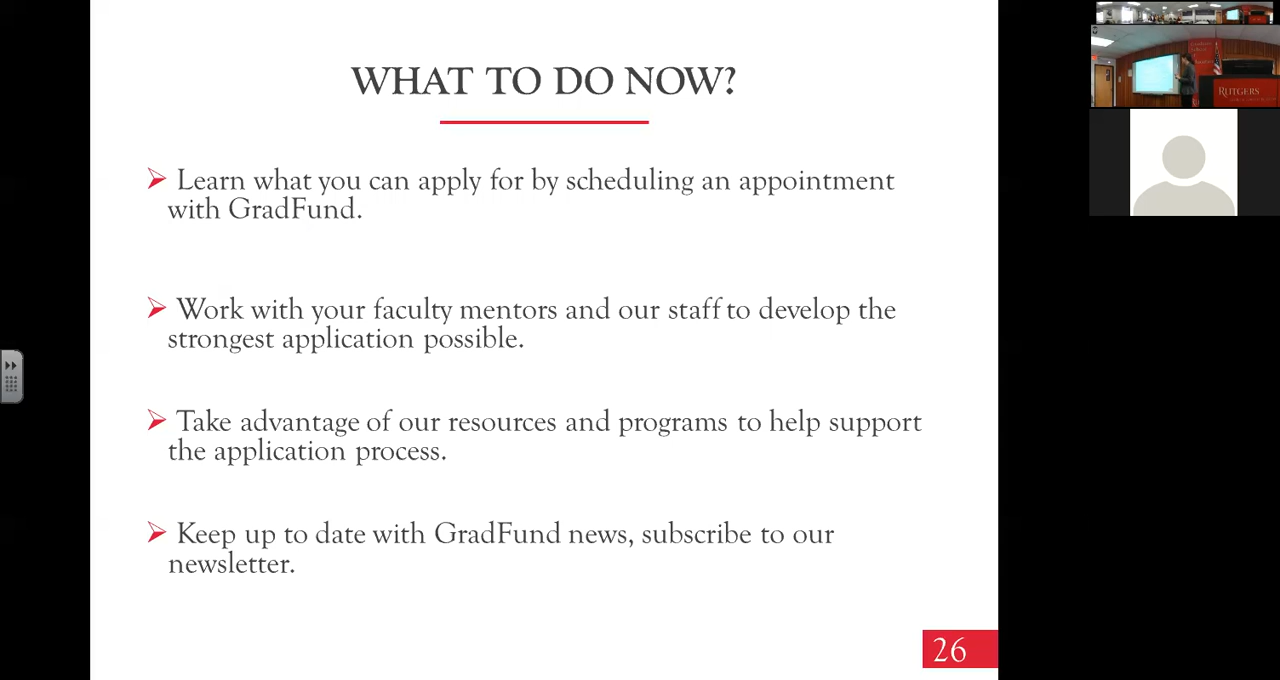 WHAT TO DO NOW?
Learn what you can apply for by scheduling an appointment
with GradFund.
Work with your faculty mentors and our staff to develop the
strongest application possible.
Take advantage of our resources and programs to help support
the application process.
Keep up to date with GradFund news, subscribe to our
newsletter.
26
RUTGERS